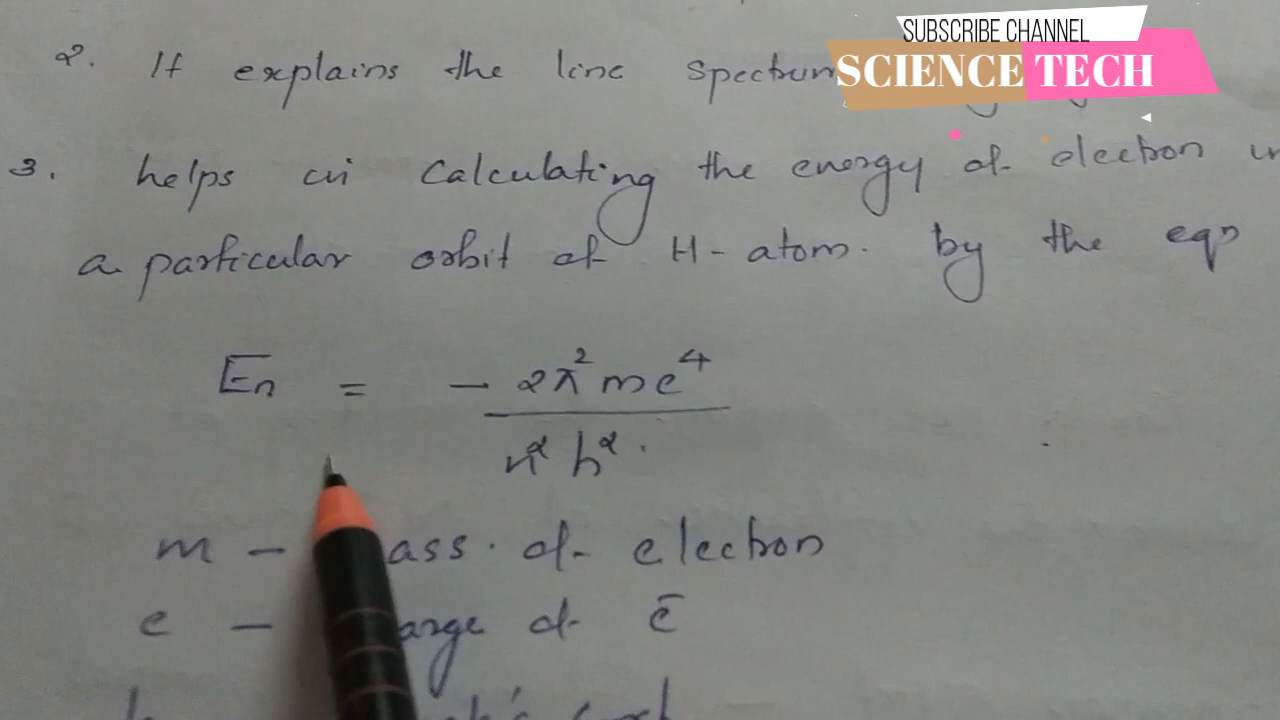 SUBSCRIBE CHANNEL
SCIENCE TECH
2. It explains the line spectrum
3. helps in calculating the energy of electron in
a particular orbit of H-atom. by the eqn
En = - 2π²me⁴
n²h².
m - mass. of electron
e - charge of ē